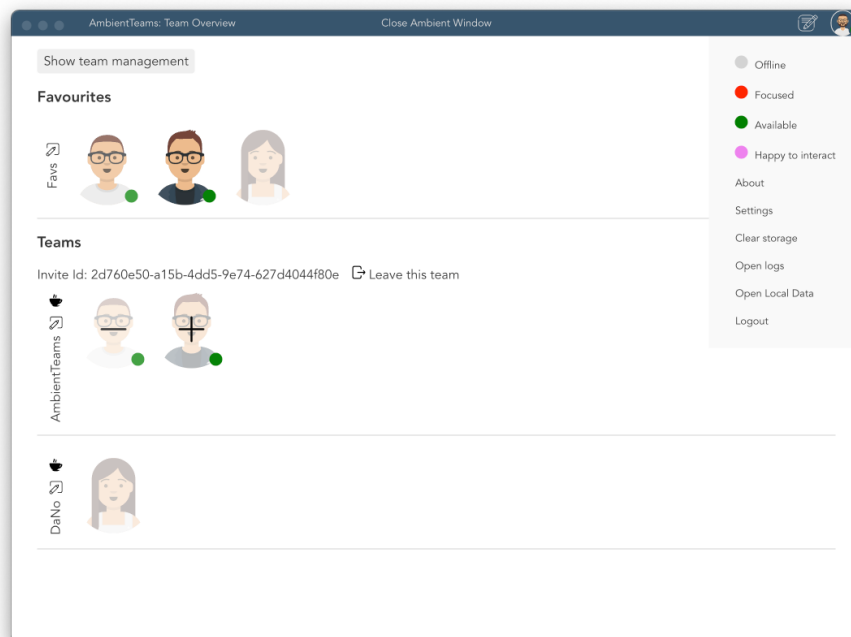 AmbientTeams: Team Overview
Close Ambient Window
Show team management
Favourites
Favs
Teams
Invite Id: 2d760e50-a15b-4dd5-9e74-627d4044f80e
Leave this team
AmbientTeams
DaNo
Offline
Focused
Available
Happy to interact
About
Settings
Clear storage
Open logs
Open Local Data
Logout